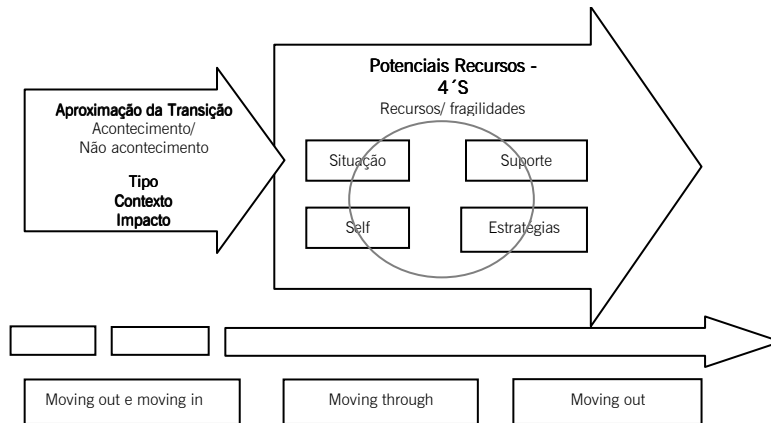 Aproximação da Transição
Acontecimento/
Não acontecimento
Tipo
Contexto
Impacto
Potenciais Recursos -
4´S
Recursos/ fragilidades
Situação
Suporte
Self
Estratégias
Moving out e moving in
Moving through
Moving out